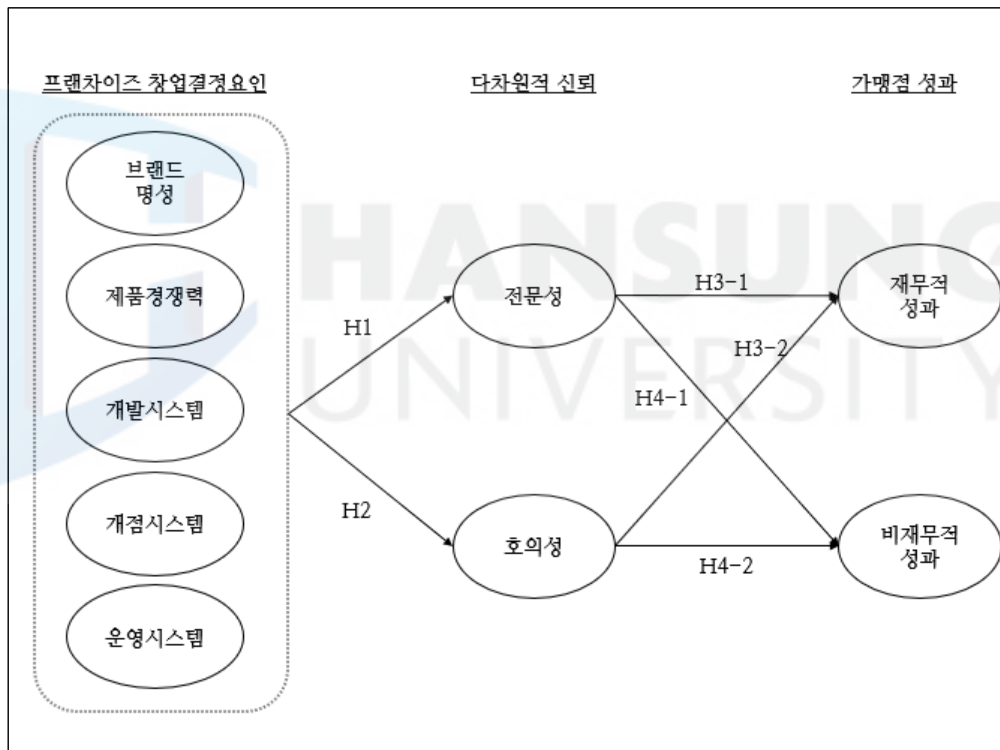 프랜차이즈 창업결정요인
다차원적 신뢰
가맹점 성과
브랜드
명성
제품경쟁력
개발시스템
개점시스템
운영시스템
H1
H2
전문성
호의성
H3-1
H3-2
H4-1
H4-2
재무적
성과
비재무적
성과
HANSUNG
UNIVERSITY